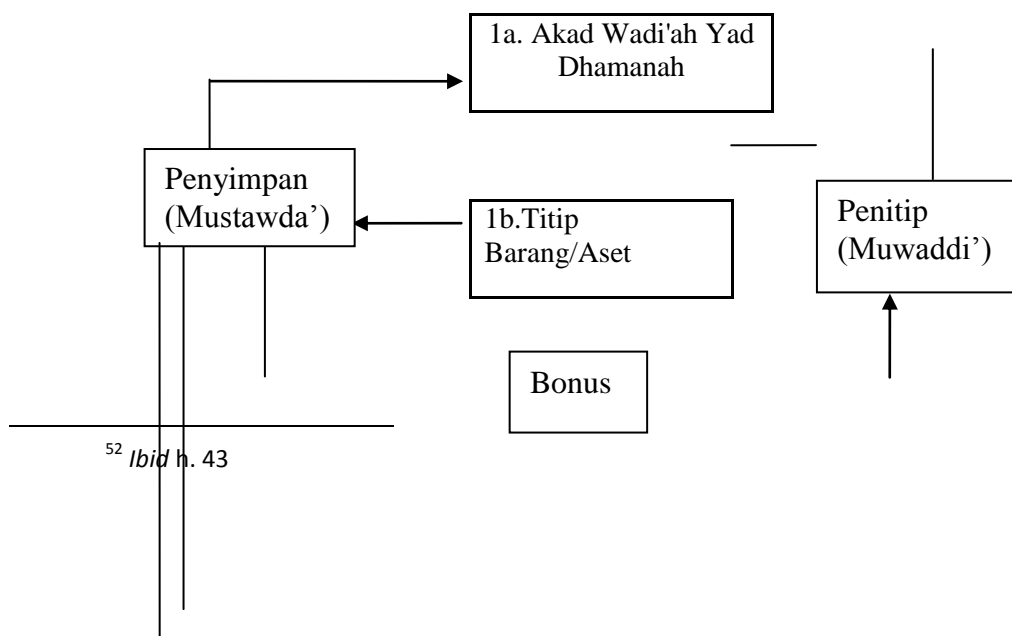 1a. Akad Wadi'ah Yad
Dhamanah
Penyimpan
(Mustawda’)
1b.Titip
Barang/Aset
Penitip
(Muwaddi’)
Bonus
52 Ibid h. 43